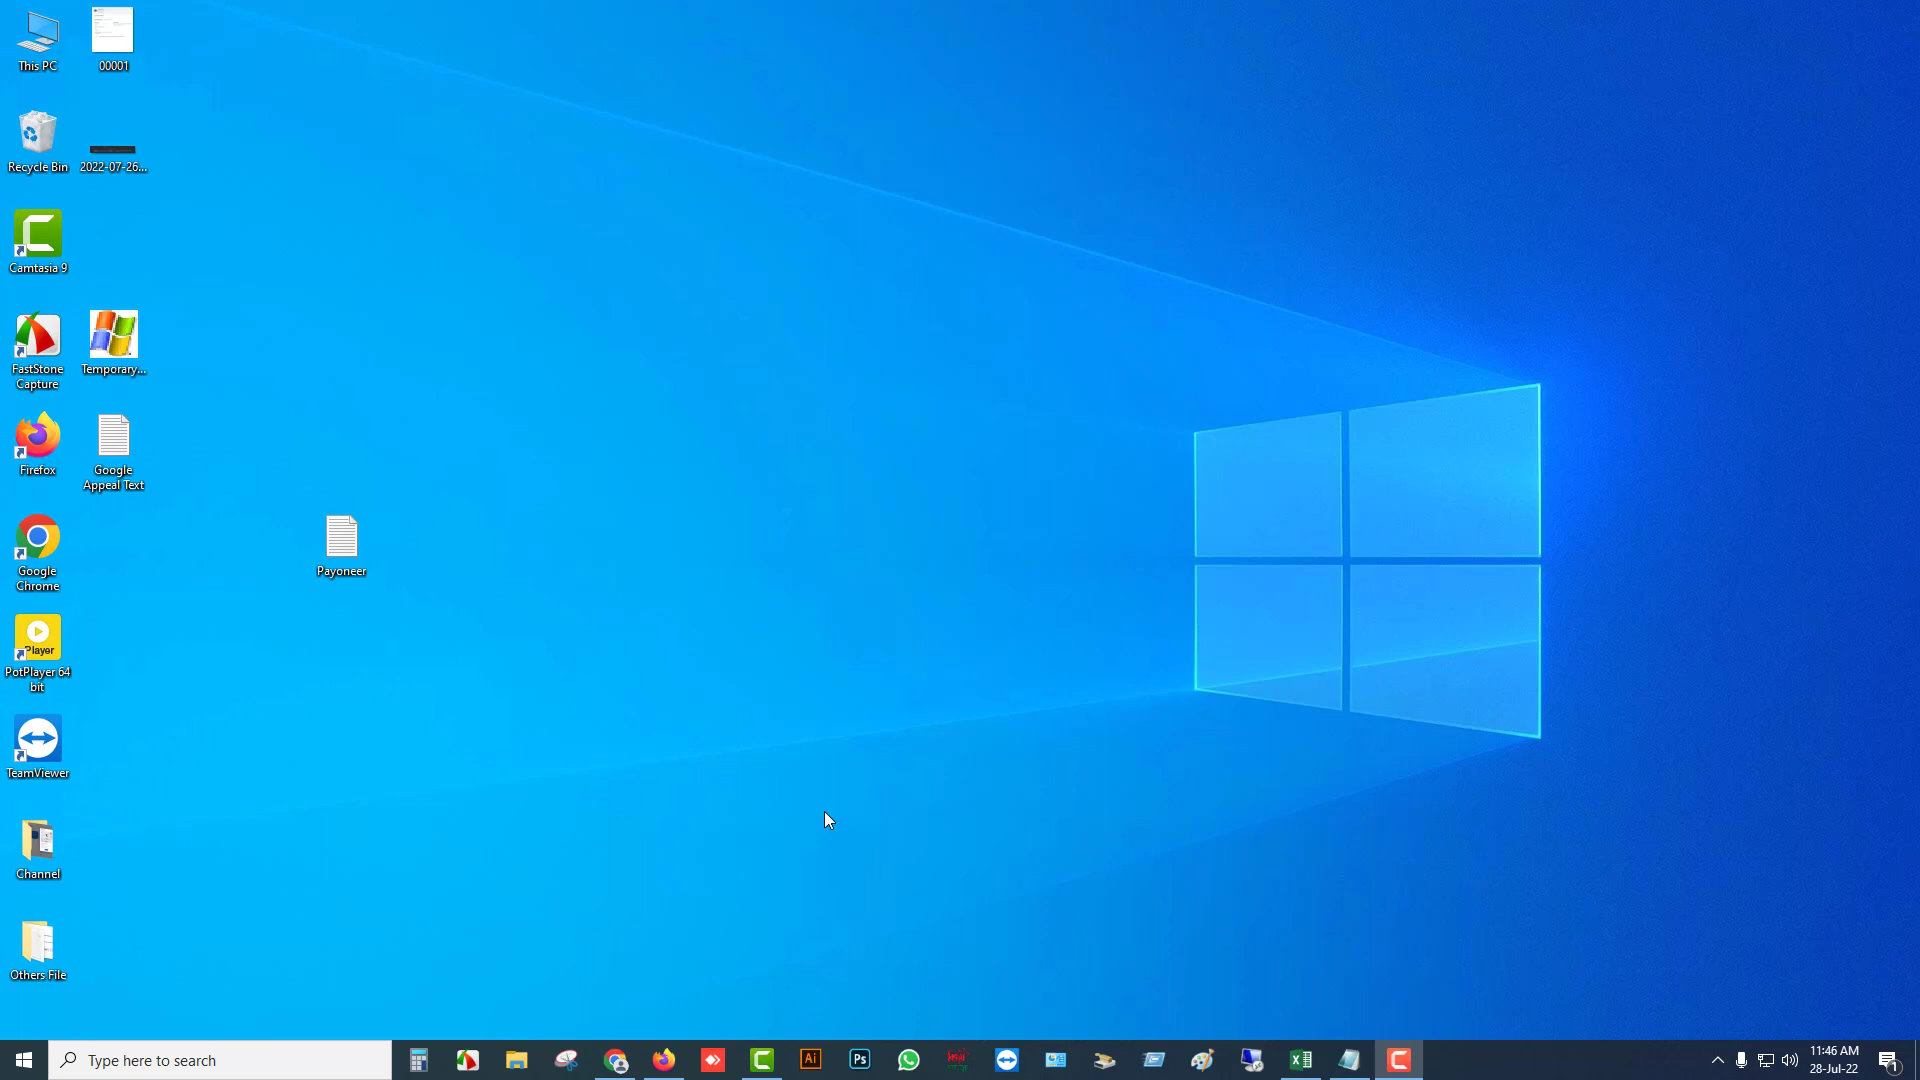 This PC
00001
Recycle Bin
2022-07-26...
Camtasia 9
FastStone
Capture
Temporary...
Firefox
Google
Appeal Text
Google
Chrome
Payoneer
Player
PotPlayer 64
bit
TeamViewer
Channel
Others File
Type here to search
Ai
Ps
11:46 AM
28-Jul-22
1